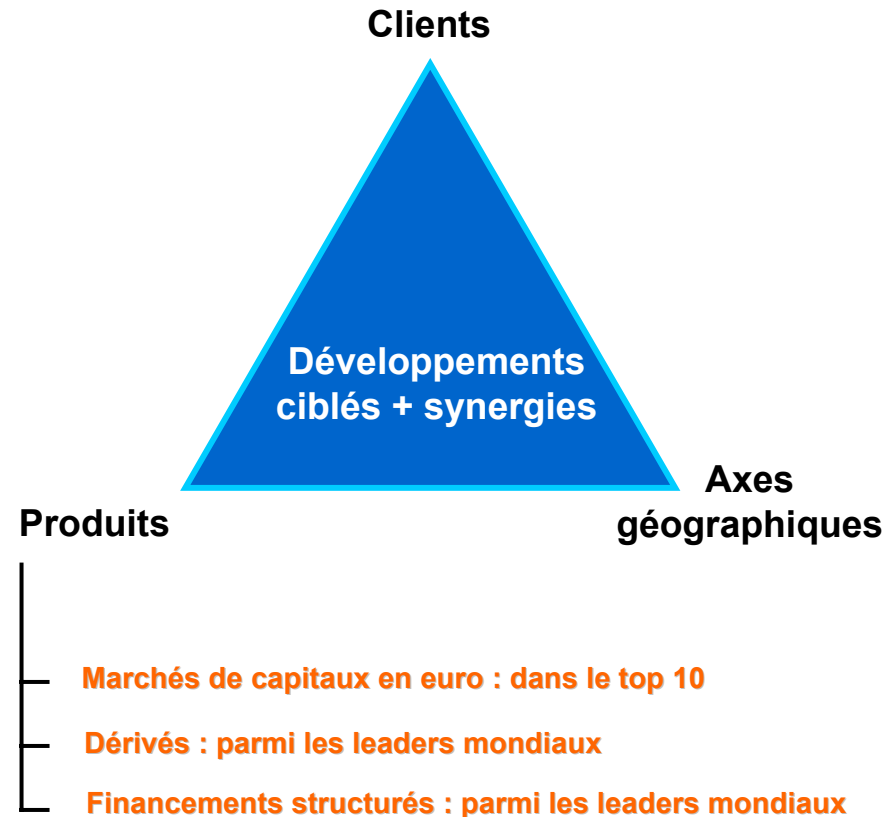 Clients
Développements
ciblés + synergies
Produits
Axes
géographiques
Marchés de capitaux en euro : dans le top 10
Dérivés : parmi les leaders mondiaux
Financements structurés : parmi les leaders mondiaux